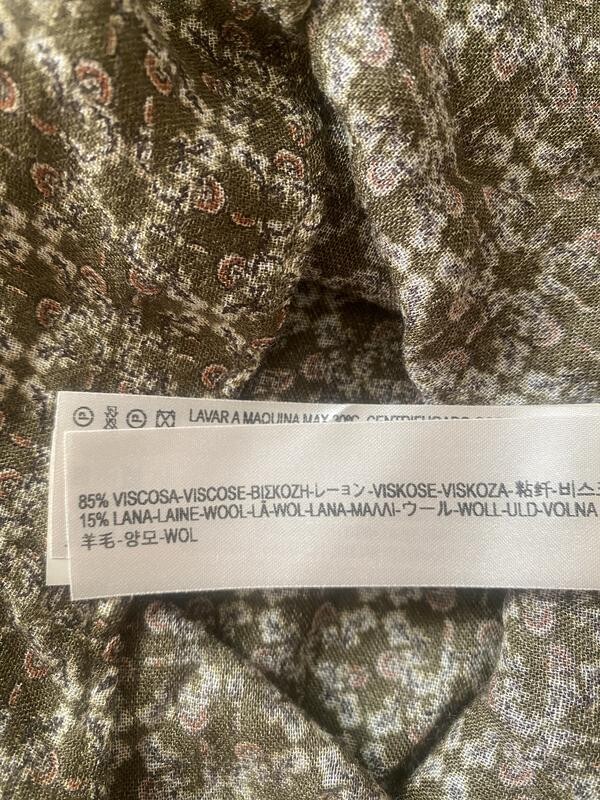 LAVAR A MAQUINA MAX 30ºC. CENTRIFUGADO
85% VISCOSA-VISCOSE-ΒΙΣΚΟΖΗ-レーヨン-VISKOSE-VISKOZA-粘纤-비스코
15% LANA-LAINE-WOOL-LÃ-WOL-LANA-ΜΑΛΛΙ-ウール-WOLL-ULD-VOLNA
羊毛-양모-WOL